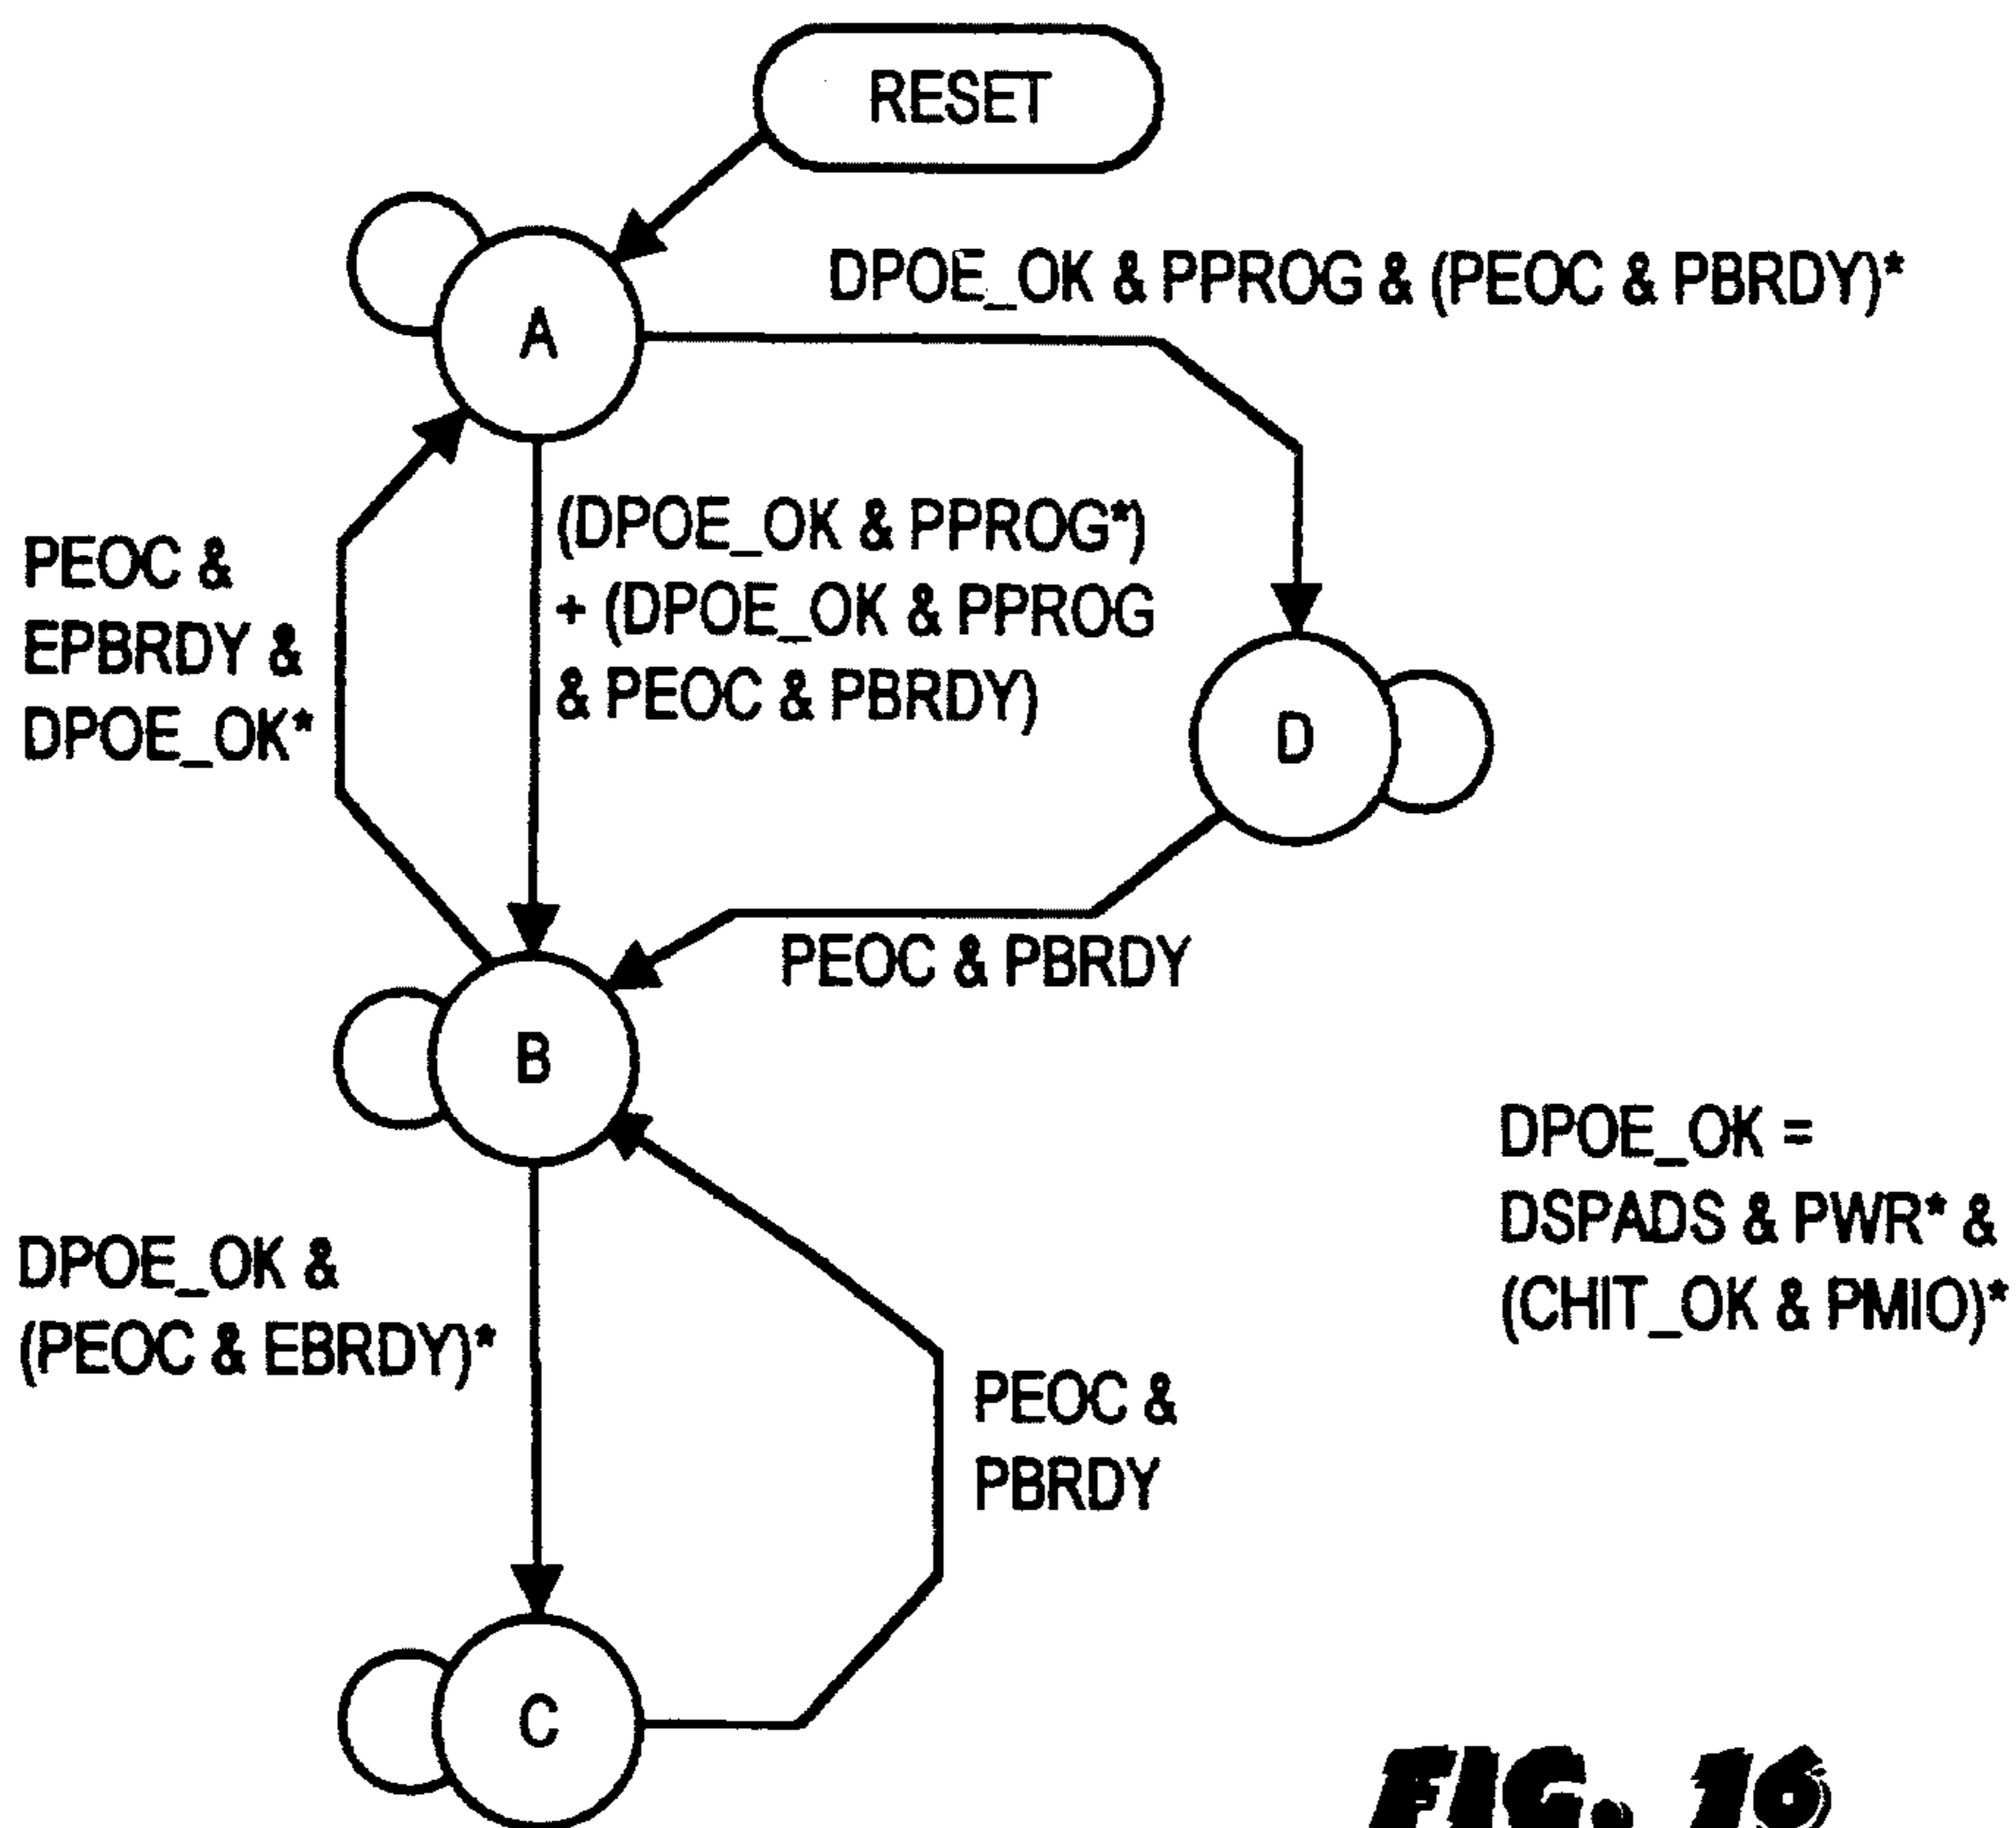 RESET
DPOE_OK & PPROG & (PEOC & PBRDY)*
A
(DPOE_OK & PPROG*)
+ (DPOE_OK & PPROG
& PEOC & PBRDY)
PEOC &
EPBRDY &
DPOE_OK*
D
PEOC & PBRDY
B
DPOE_OK =
DSPADS & PWR* &
(CHIT_OK & PMIO)*
DPOE_OK &
(PEOC & EBRDY)*
PEOC &
PBRDY
C
FIG. 16